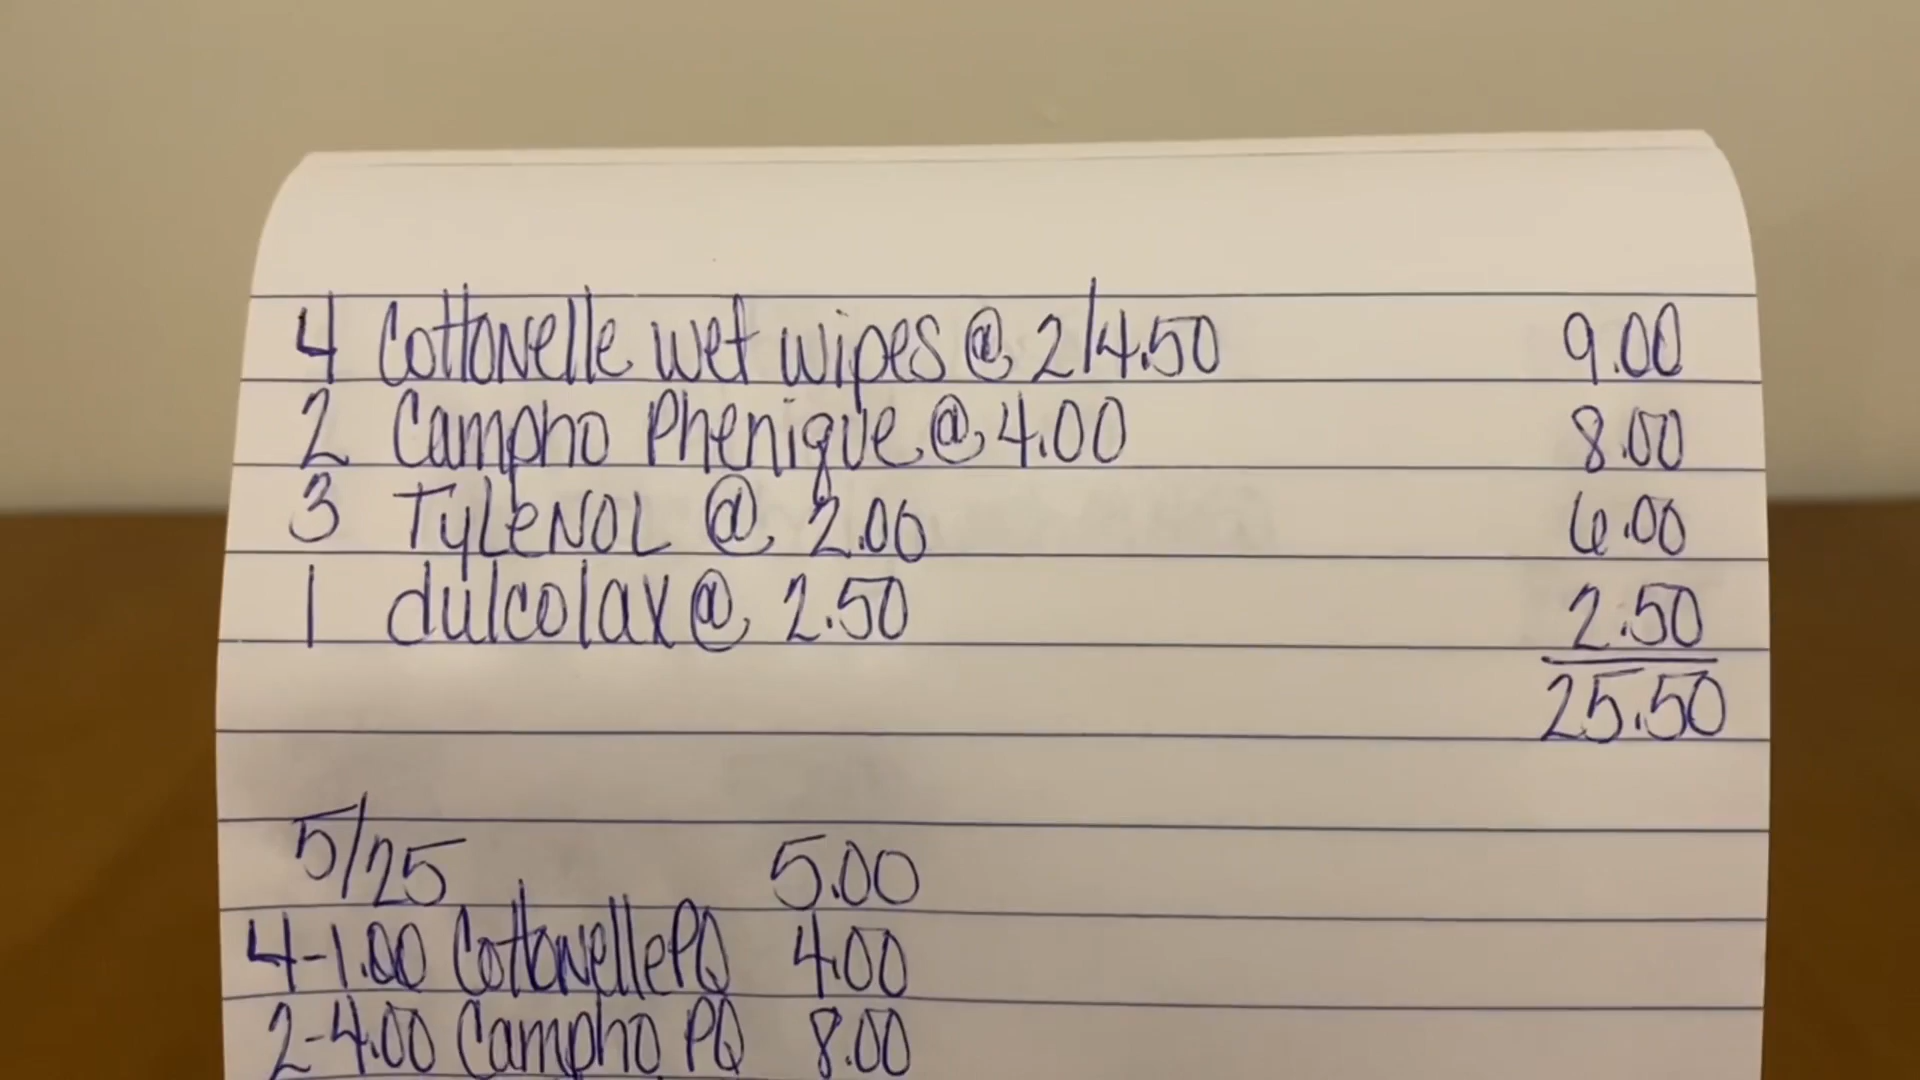 4 Cottonelle wet wipes @ 2/4.50 9.00
2 Campho Phenique @ 4.00 8.00
3 TYLENOL @ 2.00 6.00
1 dulcolax @ 2.50 2.50
25.50
5/25 5.00
4-1.00 Cottonelle PQ 4.00
2-4.00 Campho PQ 8.00